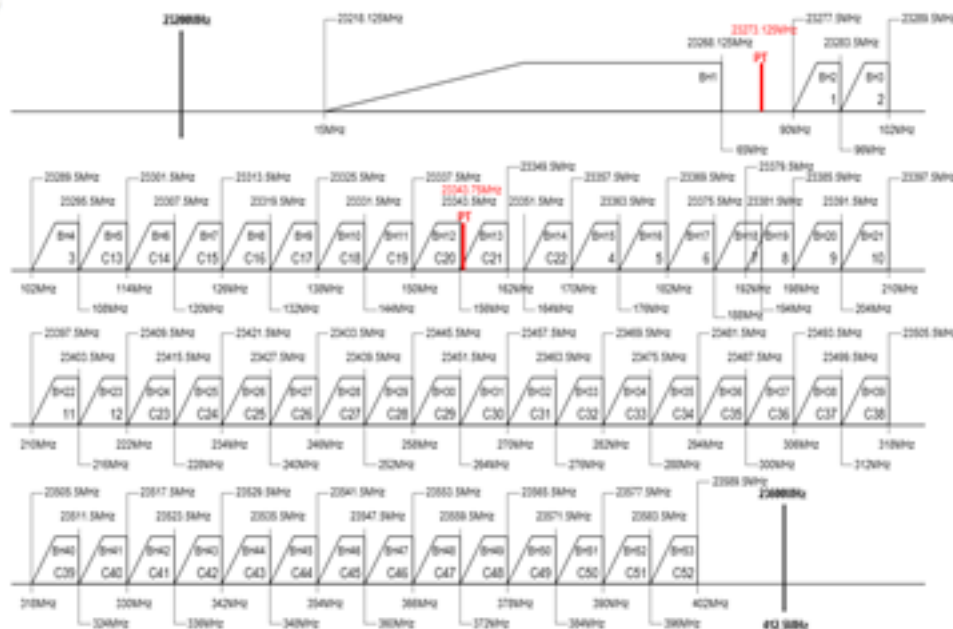 23218.125MHz 23277.5MHz 23289.5MHz
23273.125MHz
23268.125MHz 23283.5MHz
PT
BH1 BH2 BH3
1 2
15MHz 90MHz 102MHz
96MHz
23289.5MHz 23301.5MHz 23313.5MHz 23325.5MHz 23337.5MHz 23349.5MHz 23357.5MHz 23369.5MHz 23379.5MHz 23385.5MHz 23397.5MHz
23343.75MHz
23295.5MHz 23307.5MHz 23319.5MHz 23331.5MHz 23343.5MHz 23351.5MHz 23363.5MHz 23375.5MHz 23381.5MHz 23391.5MHz
PT
BH4 BH5 BH6 BH7 BH8 BH9 BH10 BH11 BH12 BH13 BH14 BH15 BH16 BH17 BH18 BH19 BH20 BH21
3 C13 C14 C15 C16 C17 C18 C19 C20 C21 C22 4 5 6 7 8 9 10
102MHz 114MHz 126MHz 138MHz 150MHz 162MHz 170MHz 182MHz 192MHz 198MHz 210MHz
108MHz 120MHz 132MHz 144MHz 156MHz 164MHz 176MHz 188MHz 194MHz 204MHz
23397.5MHz 23409.5MHz 23421.5MHz 23433.5MHz 23445.5MHz 23457.5MHz 23469.5MHz 23481.5MHz 23493.5MHz 23505.5MHz
23403.5MHz 23415.5MHz 23427.5MHz 23439.5MHz 23451.5MHz 23463.5MHz 23475.5MHz 23487.5MHz 23499.5MHz
BH22 BH23 BH24 BH25 BH26 BH27 BH28 BH29 BH30 BH31 BH32 BH33 BH34 BH35 BH36 BH37 BH38 BH39
11 12 C23 C24 C25 C26 C27 C28 C29 C30 C31 C32 C33 C34 C35 C36 C37 C38
210MHz 222MHz 234MHz 246MHz 258MHz 270MHz 282MHz 294MHz 306MHz 318MHz
216MHz 228MHz 240MHz 252MHz 264MHz 276MHz 288MHz 300MHz 312MHz
23505.5MHz 23517.5MHz 23529.5MHz 23541.5MHz 23553.5MHz 23565.5MHz 23577.5MHz 23589.5MHz
23511.5MHz 23523.5MHz 23535.5MHz 23547.5MHz 23559.5MHz 23571.5MHz 23583.5MHz
BH40 BH41 BH42 BH43 BH44 BH45 BH46 BH47 BH48 BH49 BH50 BH51 BH52 BH53
C39 C40 C41 C42 C43 C44 C45 C46 C47 C48 C49 C50 C51 C52
318MHz 330MHz 342MHz 354MHz 366MHz 378MHz 390MHz 402MHz
324MHz 336MHz 348MHz 360MHz 372MHz 384MHz 396MHz